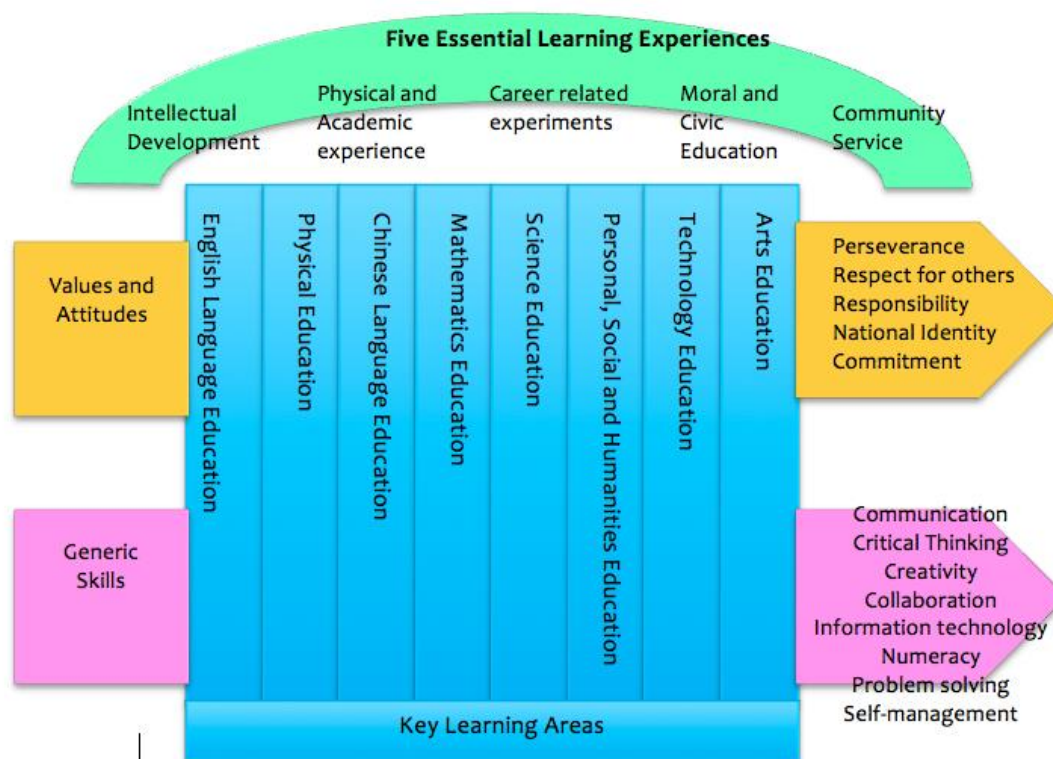 Five Essential Learning Experiences
Intellectual
Development
Physical and
Academic
experience
Career related
experiments
Moral and
Civic
Education
Community
Service
Values and
Attitudes
English Language Education
Physical Education
Chinese Language Education
Mathematics Education
Science Education
Personal, Social and Humanities Education
Technology Education
Arts Education
Perseverance
Respect for others
Responsibility
National Identity
Commitment
Generic
Skills
Communication
Critical Thinking
Creativity
Collaboration
Information technology
Numeracy
Problem solving
Self-management
Key Learning Areas